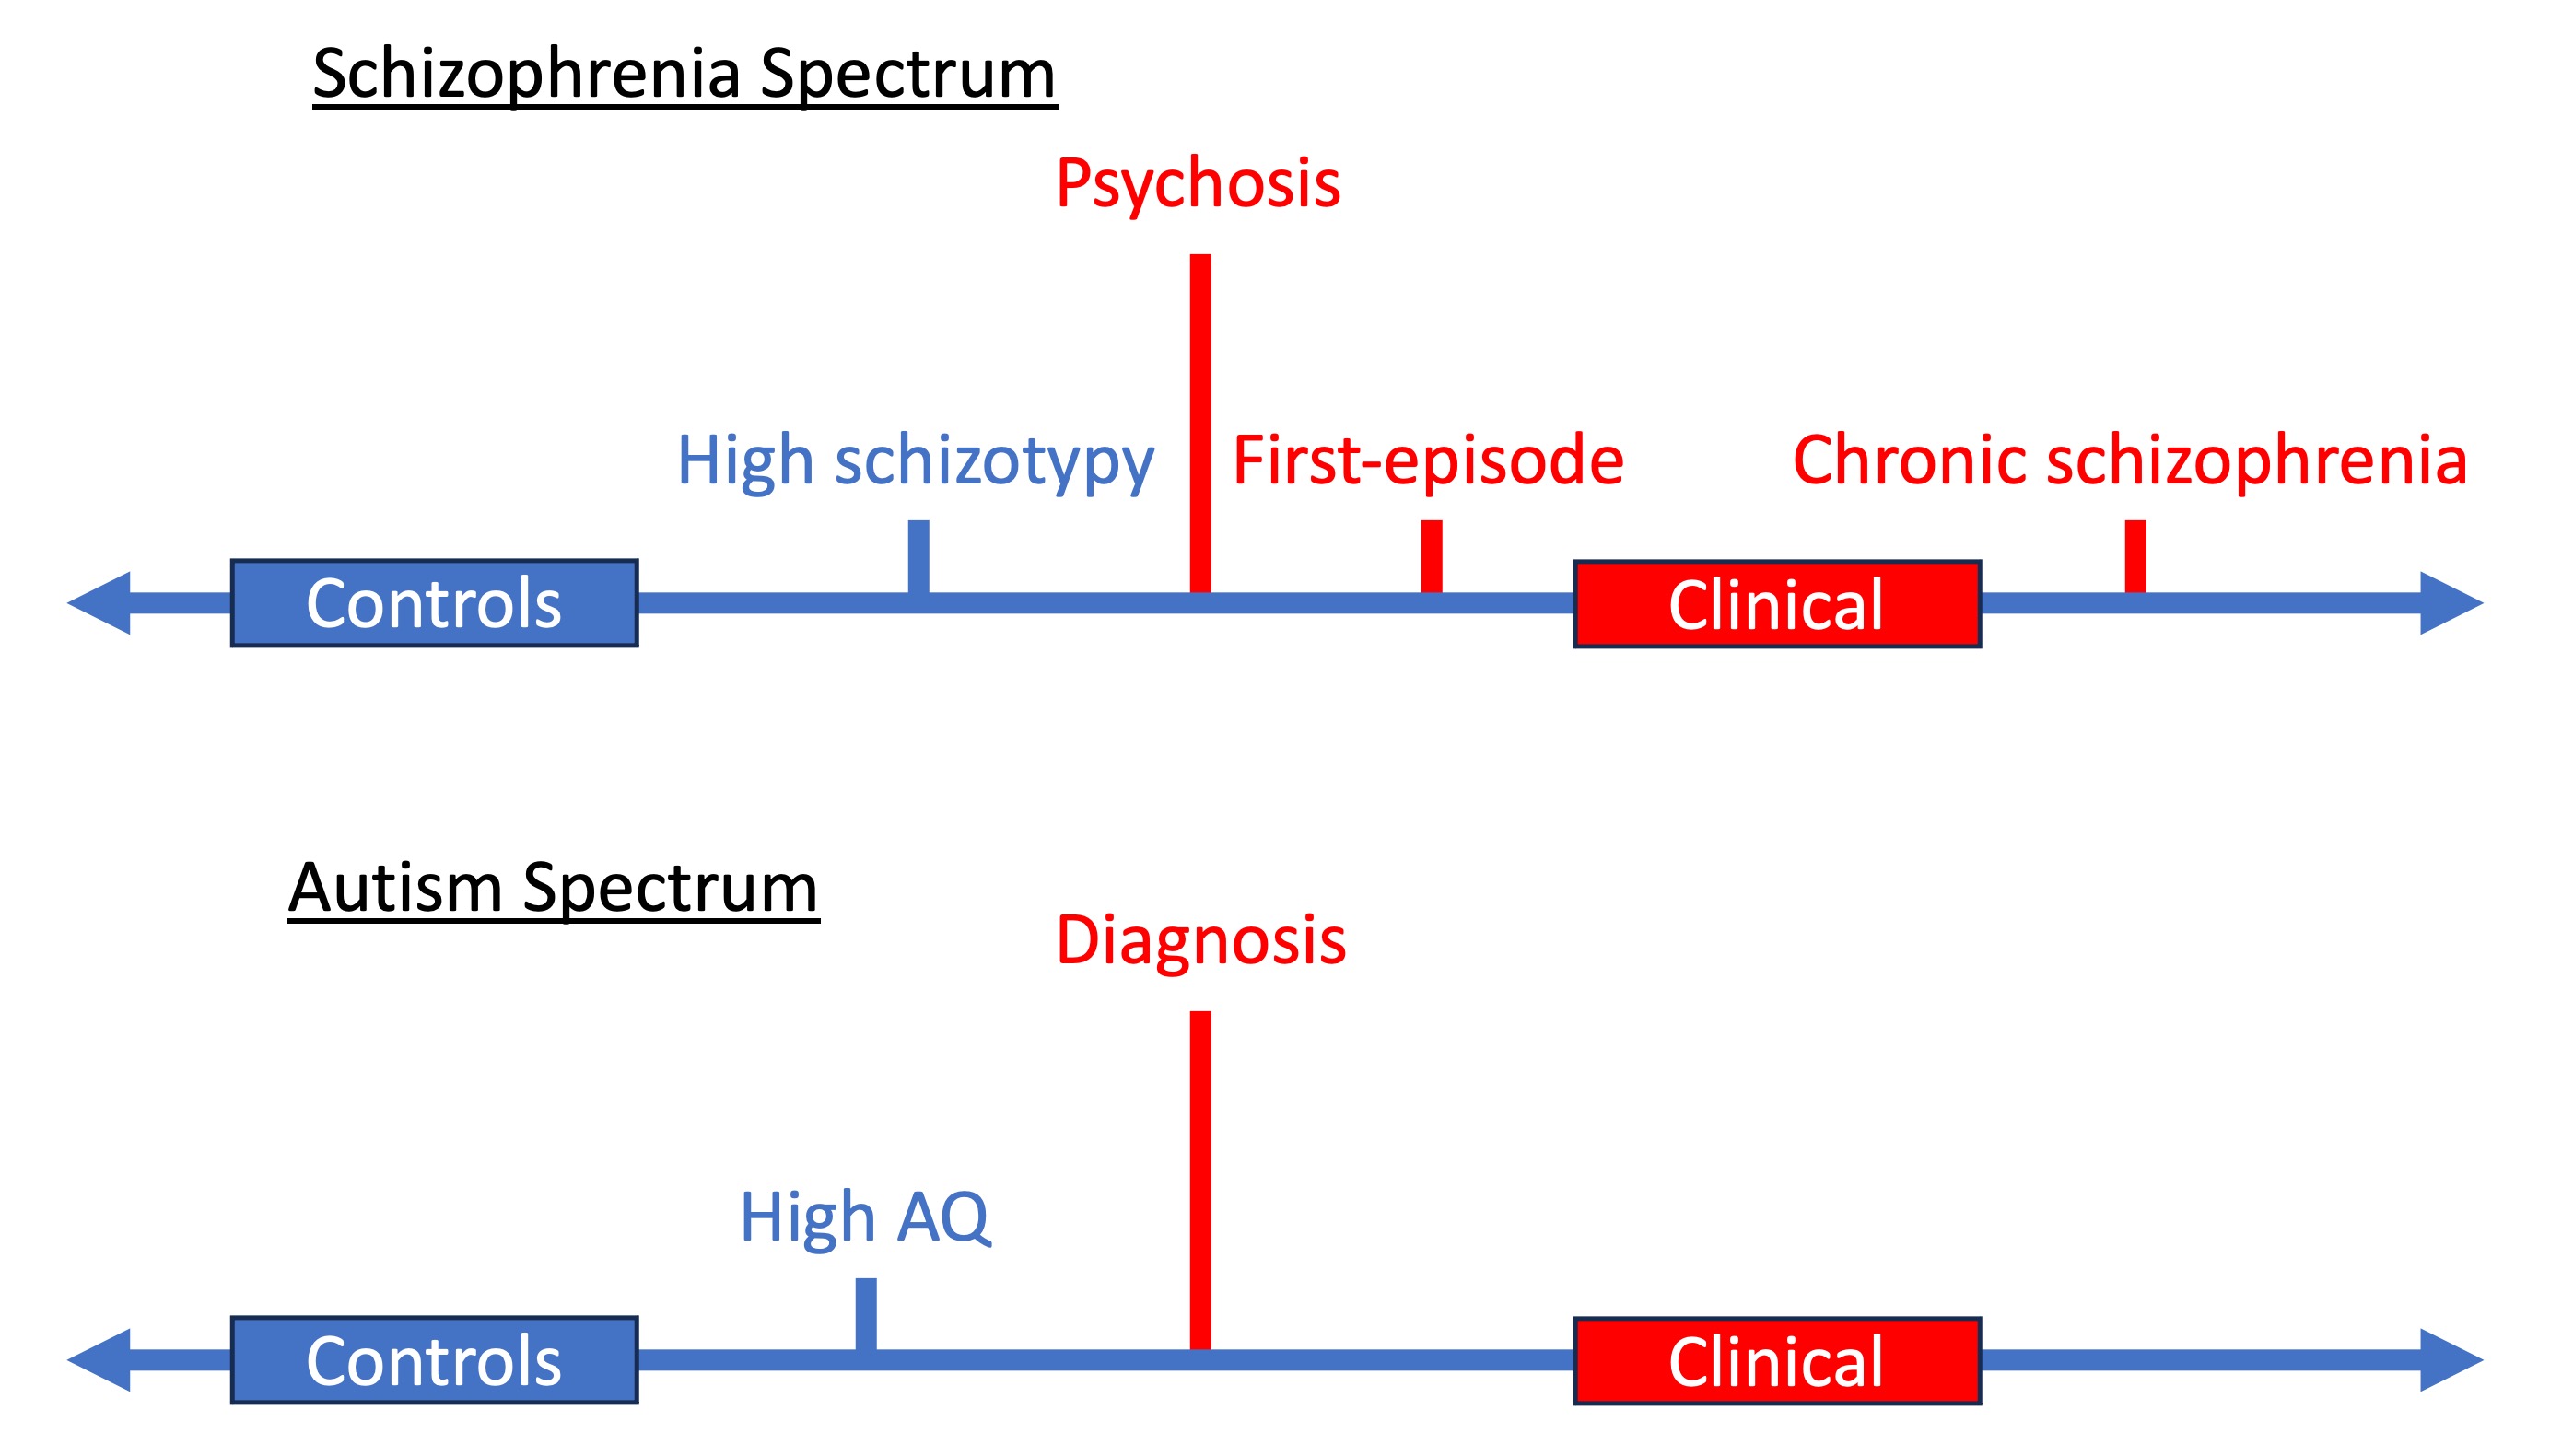 Schizophrenia Spectrum
Psychosis
High schizotypy
First-episode
Chronic schizophrenia
Controls
Clinical
Autism Spectrum
Diagnosis
High AQ
Controls
Clinical